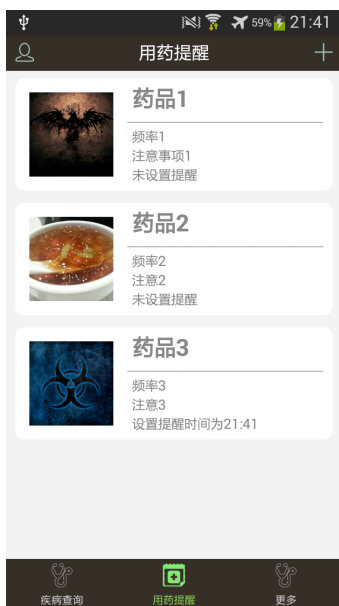 59% 21:41
用药提醒
药品1
频率1
注意事项1
未设置提醒
药品2
频率2
注意2
未设置提醒
药品3
频率3
注意3
设置提醒时间为21:41
疾病查询 用药提醒 更多